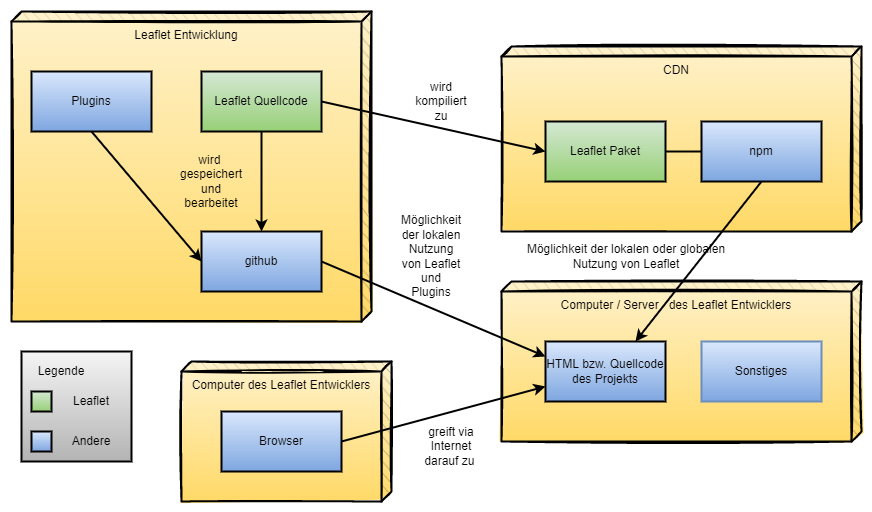 Leaflet Entwicklung
Plugins
Leaflet Quellcode
wird
gespeichert
und
bearbeitet
github
wird
kompiliert
zu
CDN
Leaflet Paket
npm
Möglichkeit
der lokalen
Nutzung
von Leaflet
und
Plugins
Möglichkeit der lokalen oder globalen
Nutzung von Leaflet
Computer / Server - des Leaflet Entwicklers
HTML bzw. Quellcode
des Projekts
Sonstiges
Legende
Leaflet
Andere
Computer des Leaflet Entwicklers
Browser
greift via
Internet
darauf zu